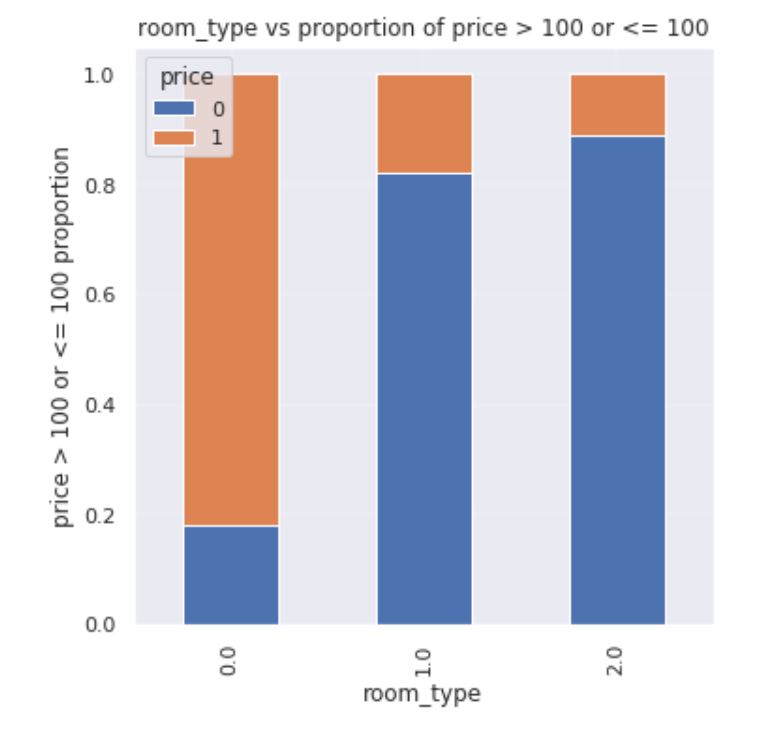 room_type vs proportion of price > 100 or <= 100
price
0
1
price > 100 or <= 100 proportion
1.0
0.8
0.6
0.4
0.2
0.0
0.0
1.0
2.0
room_type